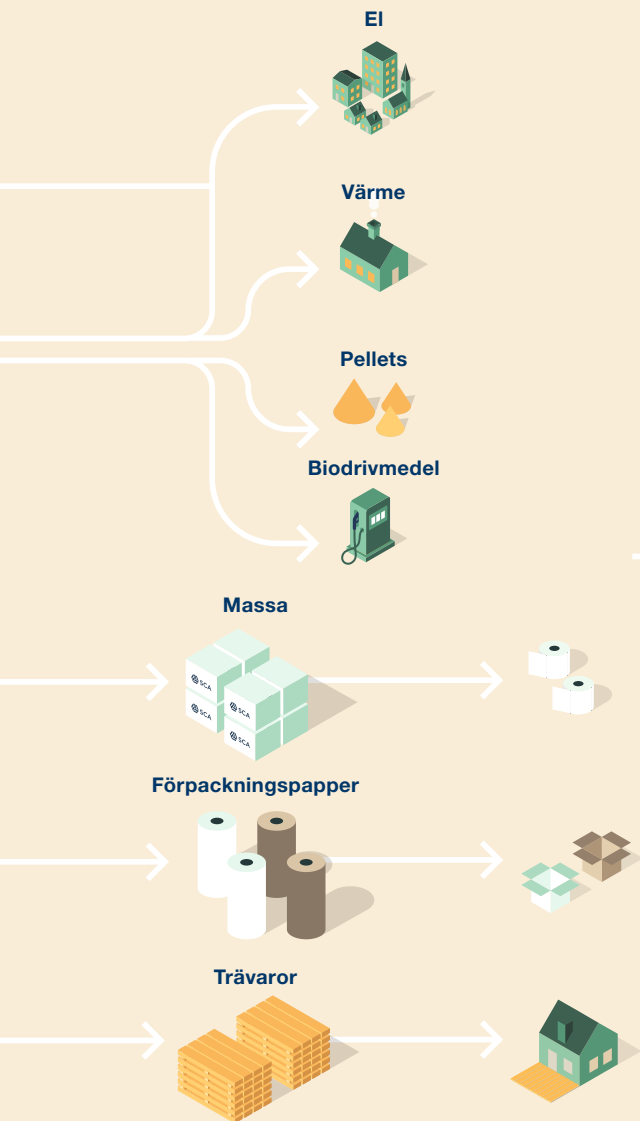 El
Värme
Pellets
Biodrivmedel
Massa
SCA
SCA
SCA
SCA
Förpackningspapper
Trävaror